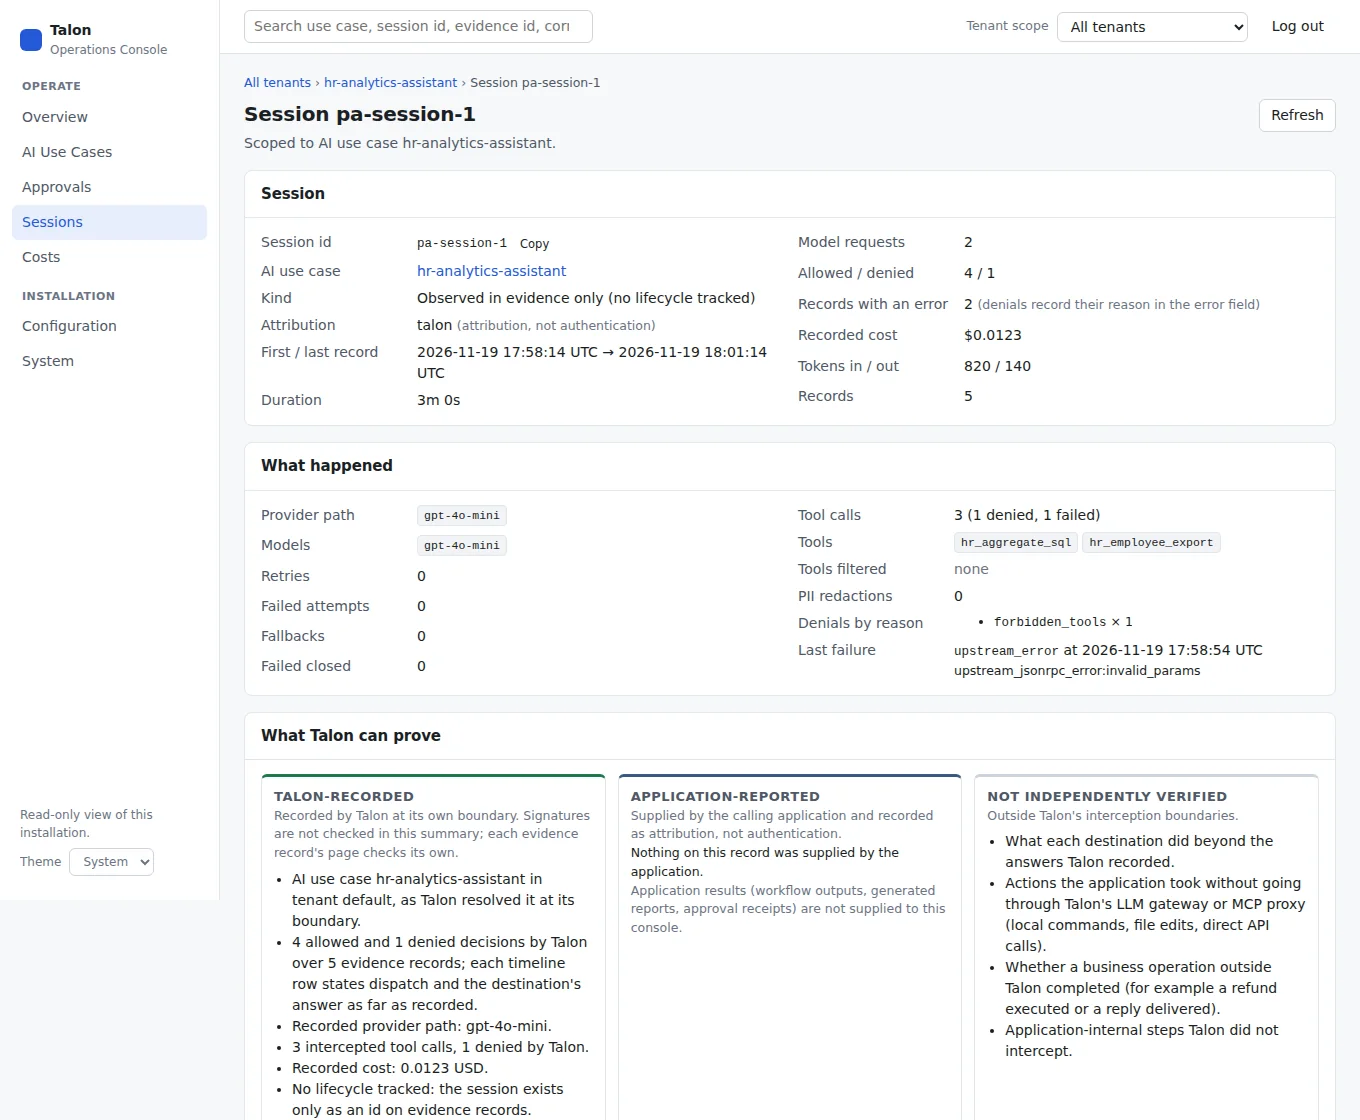 Talon
Operations Console
OPERATE
Overview
AI Use Cases
Approvals
Sessions
Costs
INSTALLATION
Configuration
System
Read-only view of this
installation.
Theme System
Search use case, session id, evidence id, corr
Tenant scope All tenants Log out
All tenants › hr-analytics-assistant › Session pa-session-1
Session pa-session-1
Refresh
Scoped to AI use case hr-analytics-assistant.
Session
Session id pa-session-1 Copy
AI use case hr-analytics-assistant
Kind Observed in evidence only (no lifecycle tracked)
Attribution talon (attribution, not authentication)
First / last record 2026-11-19 17:58:14 UTC → 2026-11-19 18:01:14
UTC
Duration 3m 0s
Model requests 2
Allowed / denied 4 / 1
Records with an error 2 (denials record their reason in the error field)
Recorded cost $0.0123
Tokens in / out 820 / 140
Records 5
What happened
Provider path gpt-4o-mini
Models gpt-4o-mini
Retries 0
Failed attempts 0
Fallbacks 0
Failed closed 0
Tool calls 3 (1 denied, 1 failed)
Tools hr_aggregate_sql hr_employee_export
Tools filtered none
PII redactions 0
Denials by reason • forbidden_tools × 1
Last failure upstream_error at 2026-11-19 17:58:54 UTC
upstream_jsonrpc_error:invalid_params
What Talon can prove
TALON-RECORDED
Recorded by Talon at its own boundary. Signatures
are not checked in this summary; each evidence
record's page checks its own.
• AI use case hr-analytics-assistant in
tenant default, as Talon resolved it at its
boundary.
• 4 allowed and 1 denied decisions by Talon
over 5 evidence records; each timeline
row states dispatch and the destination's
answer as far as recorded.
• Recorded provider path: gpt-4o-mini.
• 3 intercepted tool calls, 1 denied by Talon.
• Recorded cost: 0.0123 USD.
• No lifecycle tracked: the session exists
only as an id on evidence records.
APPLICATION-REPORTED
Supplied by the calling application and recorded
as attribution, not authentication.
Nothing on this record was supplied by the
application.
Application results (workflow outputs, generated
reports, approval receipts) are not supplied to this
console.
NOT INDEPENDENTLY VERIFIED
Outside Talon's interception boundaries.
• What each destination did beyond the
answers Talon recorded.
• Actions the application took without going
through Talon's LLM gateway or MCP proxy
(local commands, file edits, direct API
calls).
• Whether a business operation outside
Talon completed (for example a refund
executed or a reply delivered).
• Application-internal steps Talon did not
intercept.